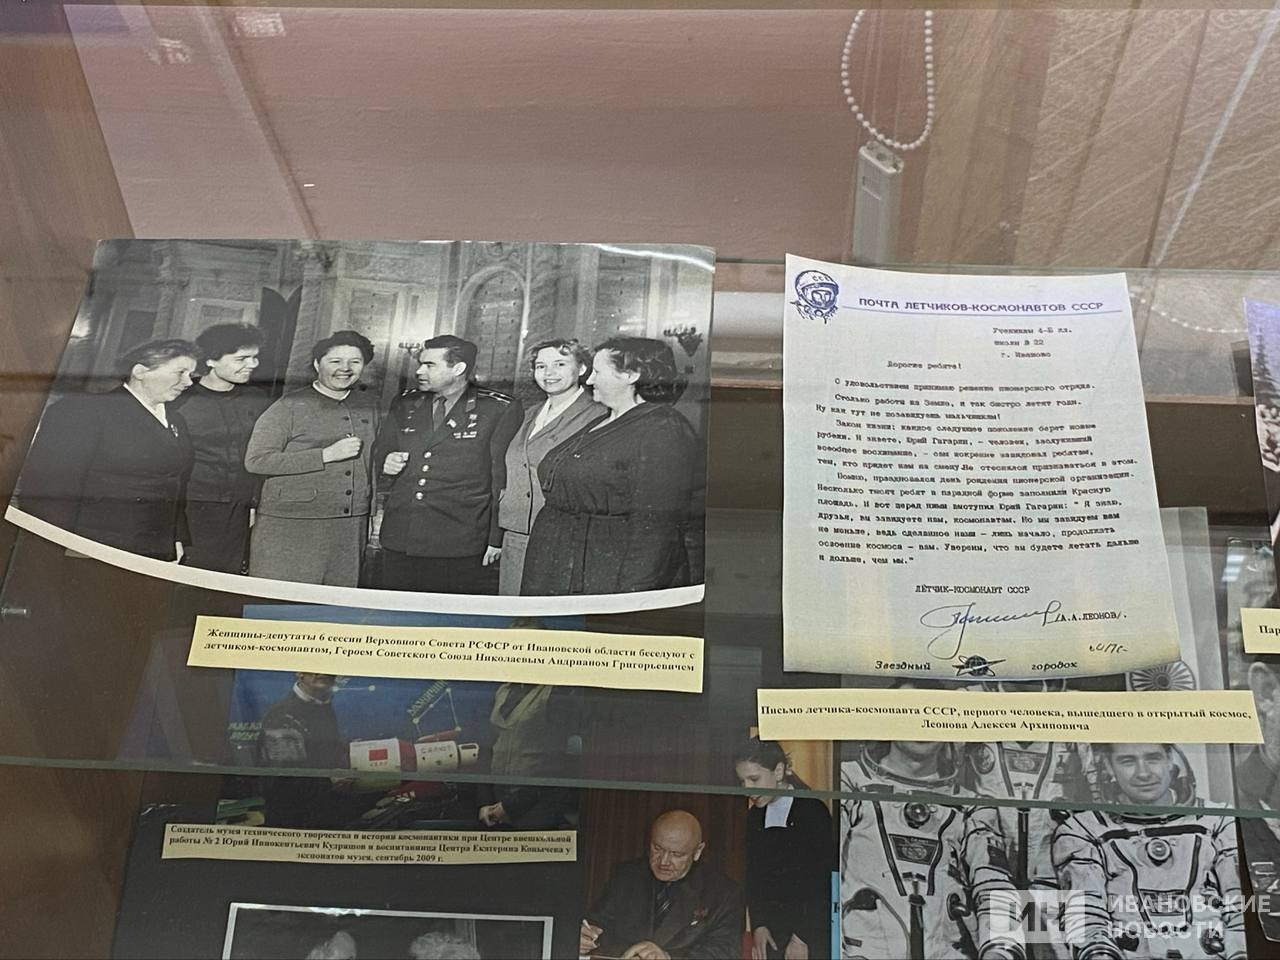 СССР
ПОЧТА ЛЕТЧИКОВ-КОСМОНАВТОВ СССР
Ученикам 4-Б кл.
школы № 22
г. Иваново
Дорогие ребята!
С удовольствием принимаю решение пионерского отряда.
Столько работы на Земле, и так быстро летят годы.
Ну как тут не позавидуешь мальчишкам!
Закон жизни: каждое следующее поколение берет новые
рубежи. И знаете, Юрий Гагарин, - человек, заслуживший
всеобщее восхищение, - сам искренне завидовал ребятам,
тем, кто придет нам на смену. Не стеснялся признаваться в этом.
Помню, праздновался день рождения пионерской организации.
Несколько тысяч ребят в парадной форме заполнили Красную
площадь. И вот перед ними выступил Юрий Гагарин: " Я знаю,
друзья, вы завидуете нам, космонавтам. Но мы завидуем вам
не меньше, ведь сделанное нами - лишь начало, продолжать
освоение космоса - вам. Уверены, что вы будете летать дальше
и дольше, чем мы."
ЛЁТЧИК-КОСМОНАВТ СССР
/А.А.ЛЕОНОВ/.
Звездный городок
Женщины-депутаты 6 сессии Верховного Совета РСФСР от Ивановской области беседуют с
летчиком-космонавтом, Героем Советского Союза Николаевым Андрианом Григорьевичем
Письмо летчика-космонавта СССР, первого человека, вышедшего в открытый космос,
Леонова Алексея Архиповича
Пар
САЛЮТ
Создатель музея технического творчества и истории космонавтики при Центре внешкольной
работы № 2 Юрий Иннокентьевич Кудряшов и воспитанница Центра Екатерина Коньчева у
экспонатов музея, сентябрь 2009 г.
ИН ИВАНОВСКИЕ
НОВОСТИ